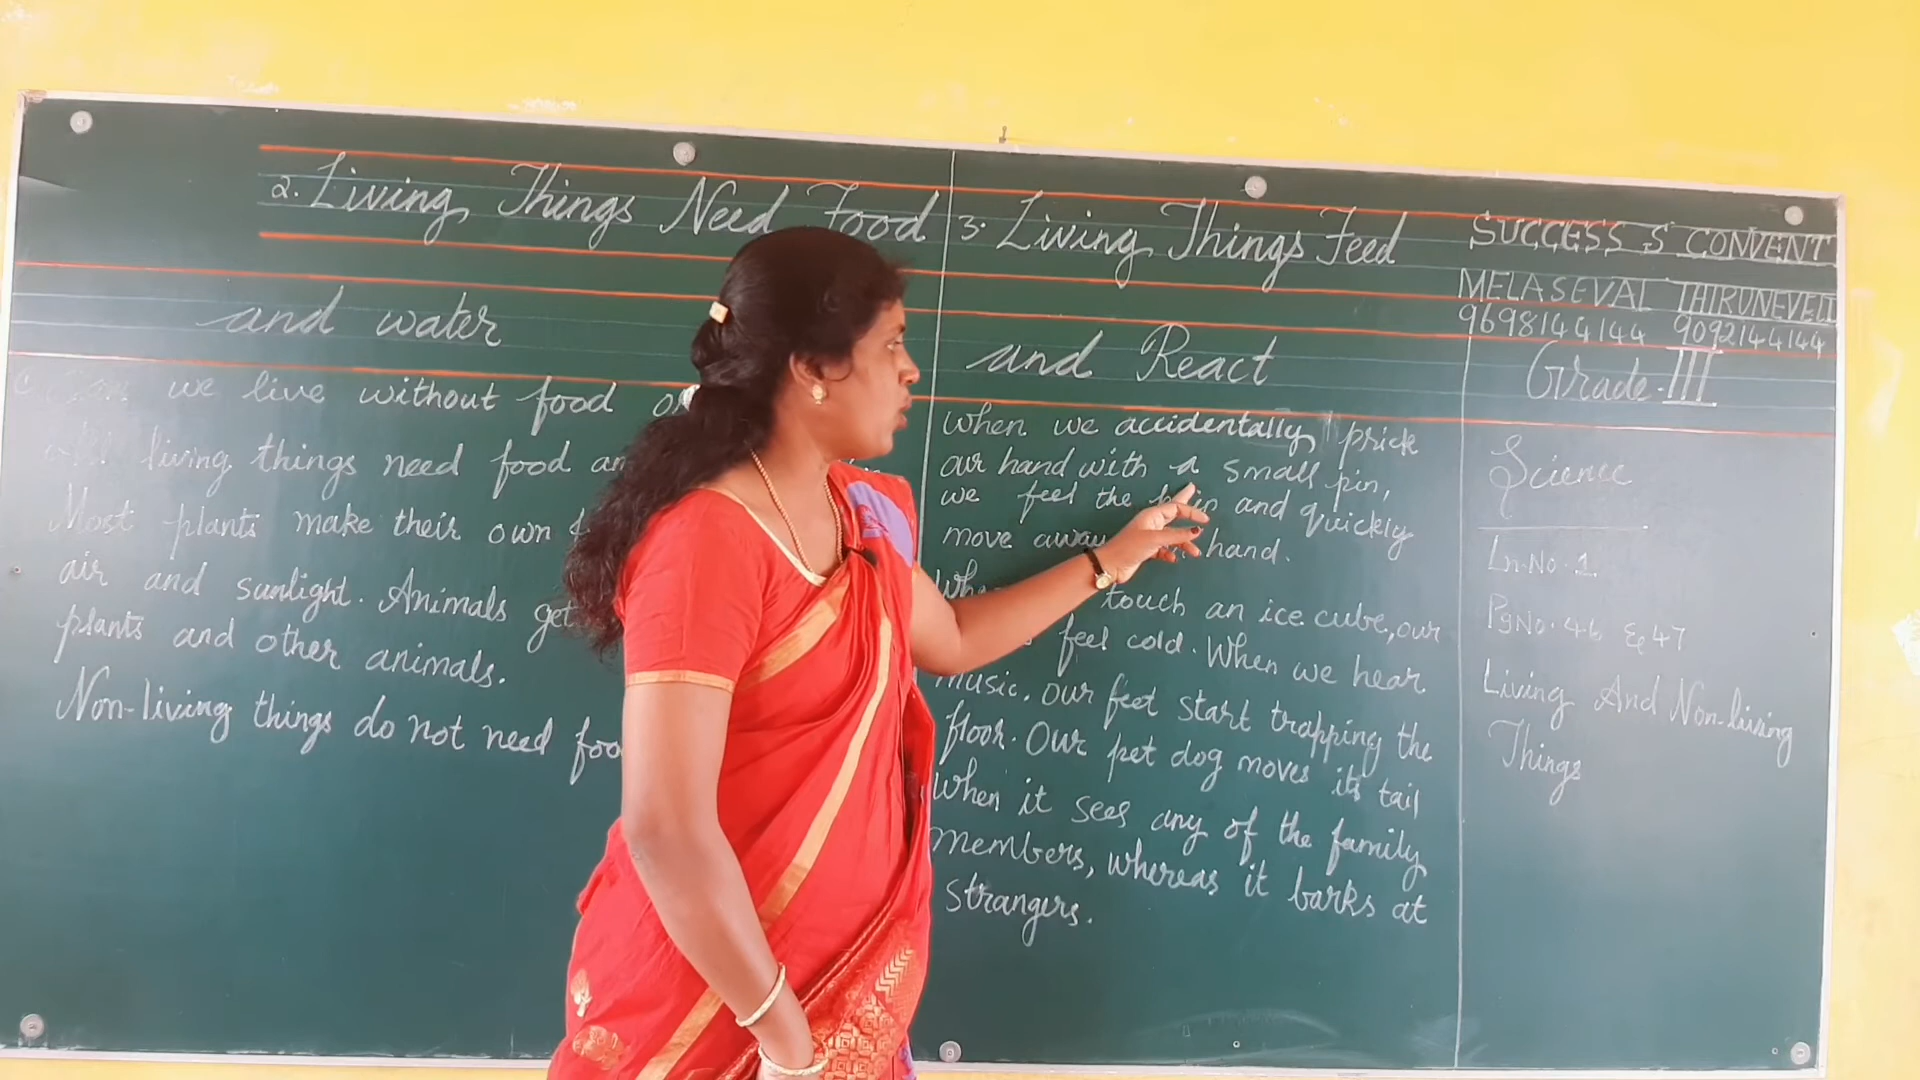 2. Living Things Need Food
and water
Can we live without food
living things need food
Most plants make their own
air and sunlight. Animals get
plants and other animals.
Non-living things do not need
3. Living Things Feed
and React
When we accidentally prick
our hand with a small pin,
we feel the and quickly
move away hand.
touch an ice cube, our
feel cold. When we hear
music. Our feet start trapping the
floor. Our pet dog moves its tail
When it sees any of the family
members, whereas it barks at
strangers.
SUCCESS S CONVENT
MELASEVAL THIRUNEVELI
9698144144 9092144144
Grade-III
Science
Ln.No.1
PgNo.46 & 47
Living And Non-living
Things